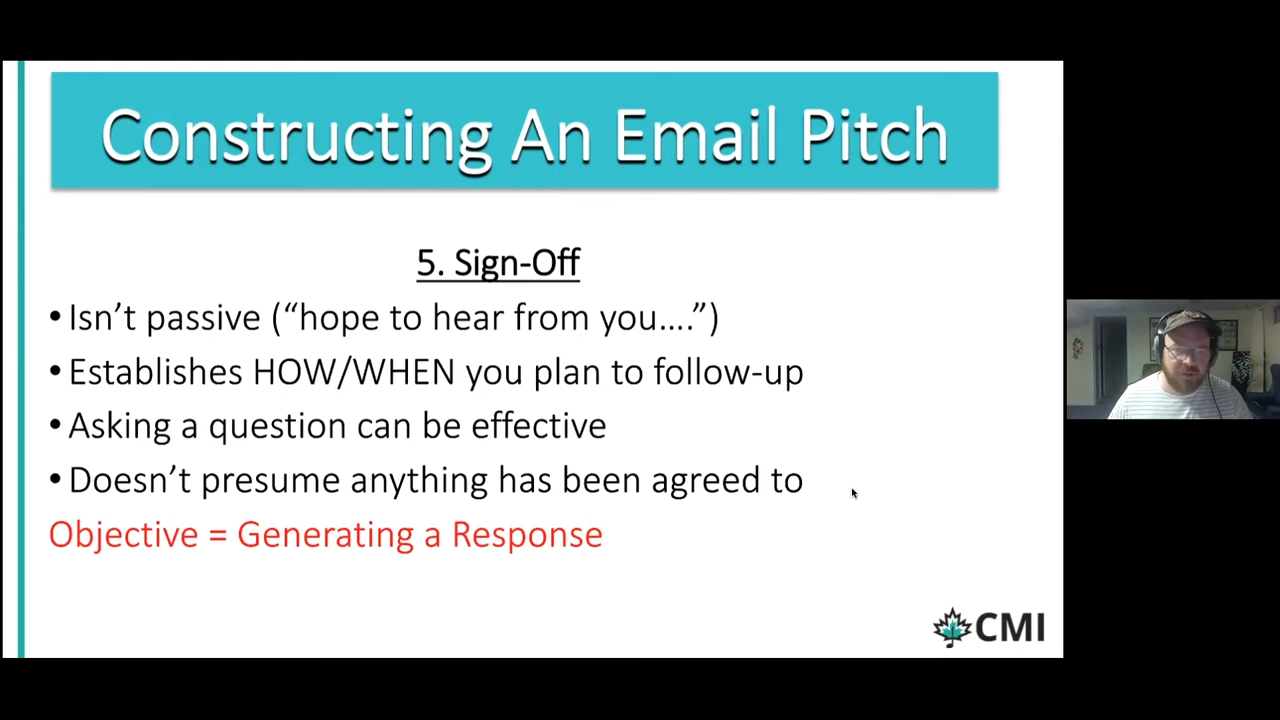 Constructing An Email Pitch
5. Sign-Off
• Isn’t passive (“hope to hear from you....”)
• Establishes HOW/WHEN you plan to follow-up
• Asking a question can be effective
• Doesn’t presume anything has been agreed to
Objective = Generating a Response
CMI